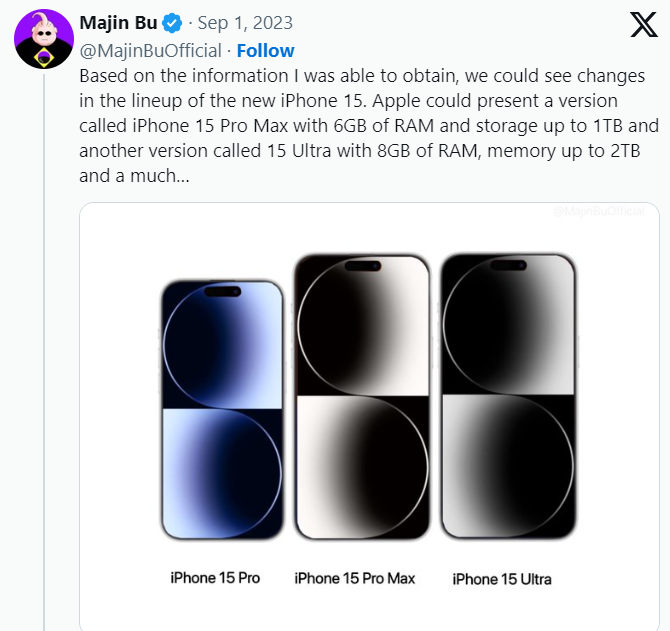 Majin Bu · Sep 1, 2023
@MajinBuOfficial · Follow
Based on the information I was able to obtain, we could see changes
in the lineup of the new iPhone 15. Apple could present a version
called iPhone 15 Pro Max with 6GB of RAM and storage up to 1TB and
another version called 15 Ultra with 8GB of RAM, memory up to 2TB
and a much...
@MajinBuOfficial
iPhone 15 Pro
iPhone 15 Pro Max
iPhone 15 Ultra